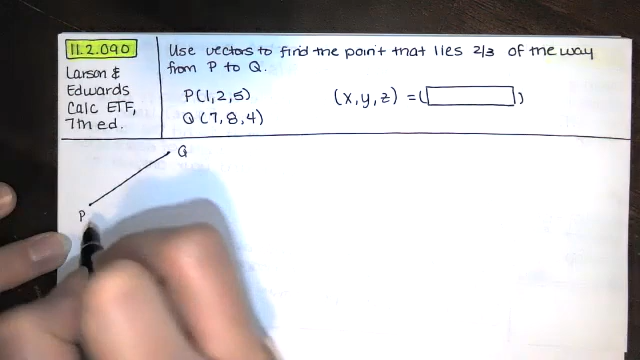 11.2.090
Larson &
Edwards
Calc ETF,
7th ed.
Use vectors to find the point that lies 2/3 of the way
from P to Q.
P(1,2,5)
Q(7,8,4)
(x,y,z) = ( )
Q
P